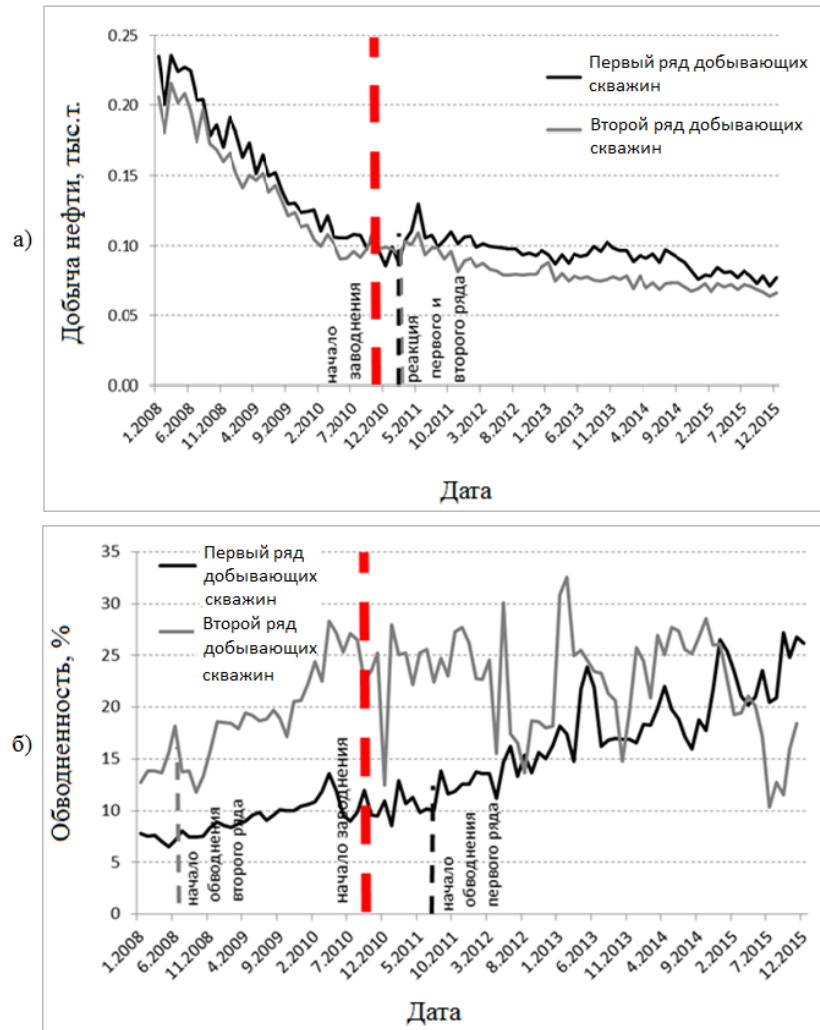 а)
Добыча нефти, тыс.т.
0.25
0.20
0.15
0.10
0.05
0.00
Первый ряд добывающих
скважин
Второй ряд добывающих
скважин
начало
заводнения
реакция
первого и
второго ряда
1.2008
6.2008
11.2008
4.2009
9.2009
2.2010
7.2010
12.2010
5.2011
10.2011
3.2012
8.2012
1.2013
6.2013
11.2013
4.2014
9.2014
2.2015
7.2015
12.2015
Дата
б)
Обводненность, %
35
30
25
20
15
10
5
0
Первый ряд
добывающих
скважин
Второй ряд
добывающих
скважин
начало
обводнения
второго ряда
начало заводнения
начало
обводнения
первого ряда
1.2008
6.2008
11.2008
4.2009
9.2009
2.2010
7.2010
12.2010
5.2011
10.2011
3.2012
8.2012
1.2013
6.2013
11.2013
4.2014
9.2014
2.2015
7.2015
12.2015
Дата